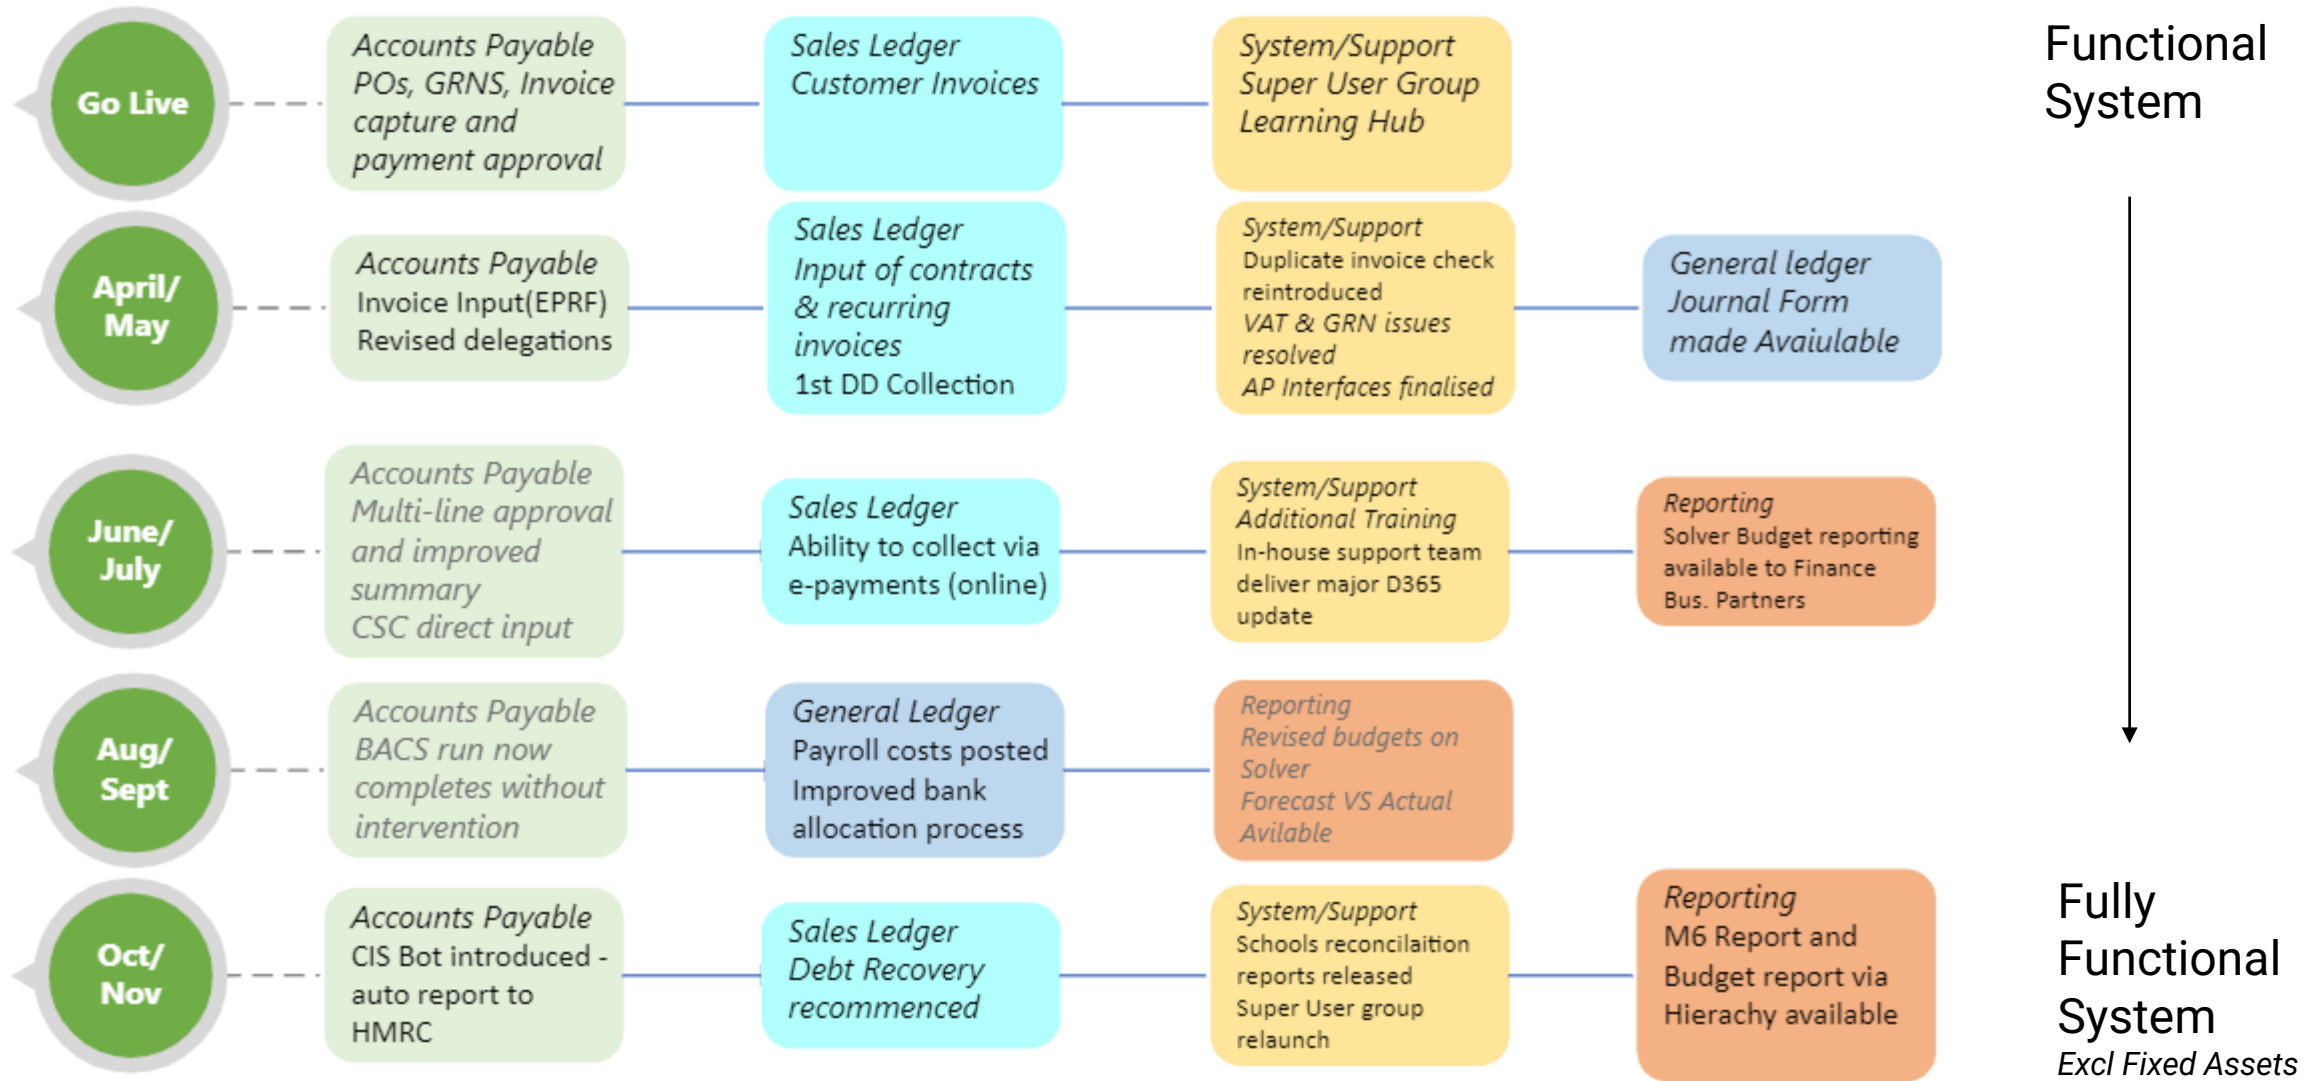 Go Live
Accounts Payable
POs, GRNS, Invoice
capture and
payment approval
Sales Ledger
Customer Invoices
System/Support
Super User Group
Learning Hub
Functional
System
April/
May
Accounts Payable
Invoice Input(EPRF)
Revised delegations
Sales Ledger
Input of contracts
& recurring
invoices
1st DD Collection
System/Support
Duplicate invoice check
reintroduced
VAT & GRN issues
resolved
AP Interfaces finalised
General ledger
Journal Form
made Avaiulable
June/
July
Accounts Payable
Multi-line approval
and improved
summary
CSC direct input
Sales Ledger
Ability to collect via
e-payments (online)
System/Support
Additional Training
In-house support team
deliver major D365
update
Reporting
Solver Budget reporting
available to Finance
Bus. Partners
Aug/
Sept
Accounts Payable
BACS run now
completes without
intervention
General Ledger
Payroll costs posted
Improved bank
allocation process
Reporting
Revised budgets on
Solver
Forecast VS Actual
Avilable
Oct/
Nov
Accounts Payable
CIS Bot introduced -
auto report to
HMRC
Sales Ledger
Debt Recovery
recommenced
System/Support
Schools reconcilaition
reports released
Super User group
relaunch
Reporting
M6 Report and
Budget report via
Hierachy available
Fully
Functional
System
Excl Fixed Assets